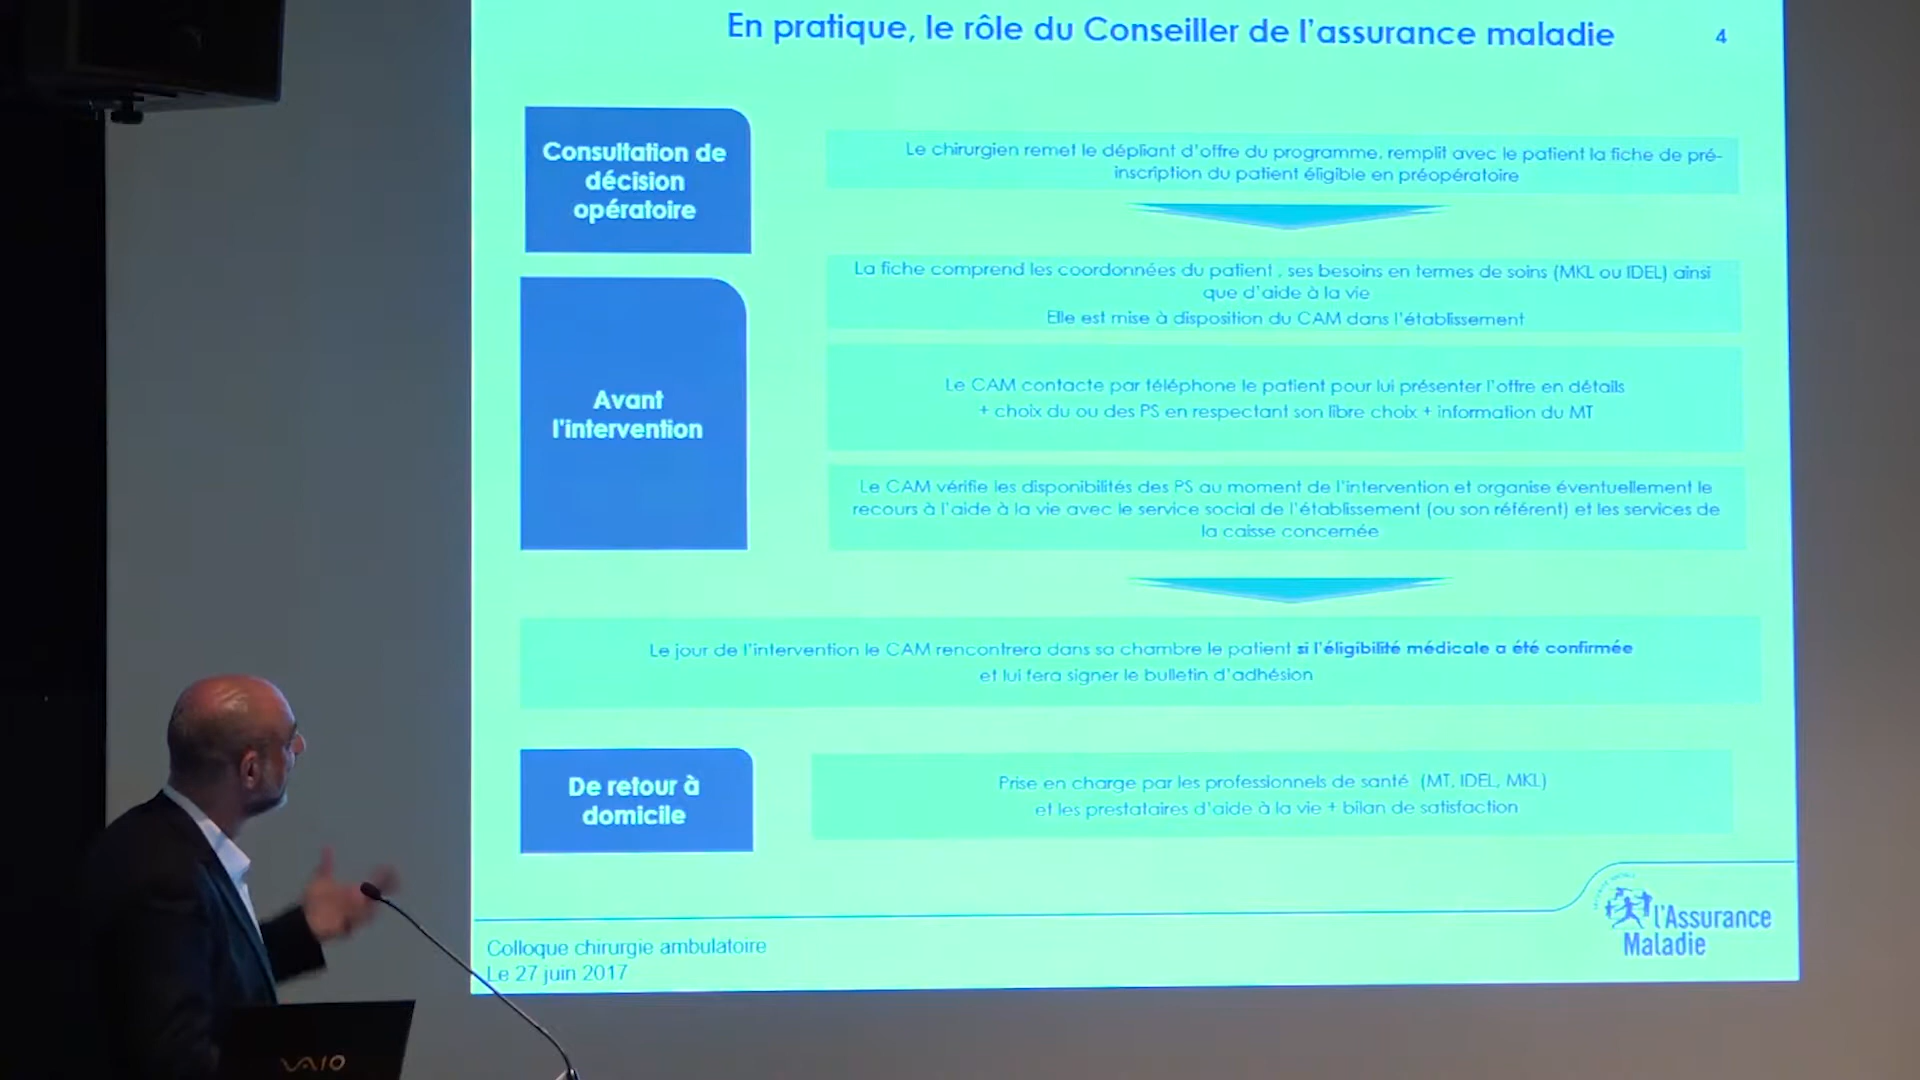 En pratique, le rôle du Conseiller de l'assurance maladie
4
Consultation de
décision
opératoire
Le chirurgien remet le dépliant d'offre du programme, remplit avec le patient la fiche de pré-
inscription du patient éligible en préopératoire
La fiche comprend les coordonnées du patient , ses besoins en termes de soins (MKL ou IDEL) ainsi
que d'aide à la vie
Elle est mise à disposition du CAM dans l'établissement
Avant
l'intervention
Le CAM contacte par téléphone le patient pour lui présenter l'offre en détails
+ choix du ou des PS en respectant son libre choix + information du MT
Le CAM vérifie les disponibilités des PS au moment de l'intervention et organise éventuellement le
recours à l'aide à la vie avec le service social de l'établissement (ou son référent) et les services de
la caisse concernée
Le jour de l'intervention le CAM rencontrera dans sa chambre le patient si l'éligibilité médicale a été confirmée
et lui fera signer le bulletin d'adhésion
De retour à
domicile
Prise en charge par les professionnels de santé (MT, IDEL, MKL)
et les prestataires d'aide à la vie + bilan de satisfaction
l'Assurance
Maladie
Colloque chirurgie ambulatoire
Le 27 juin 2017
VAIO